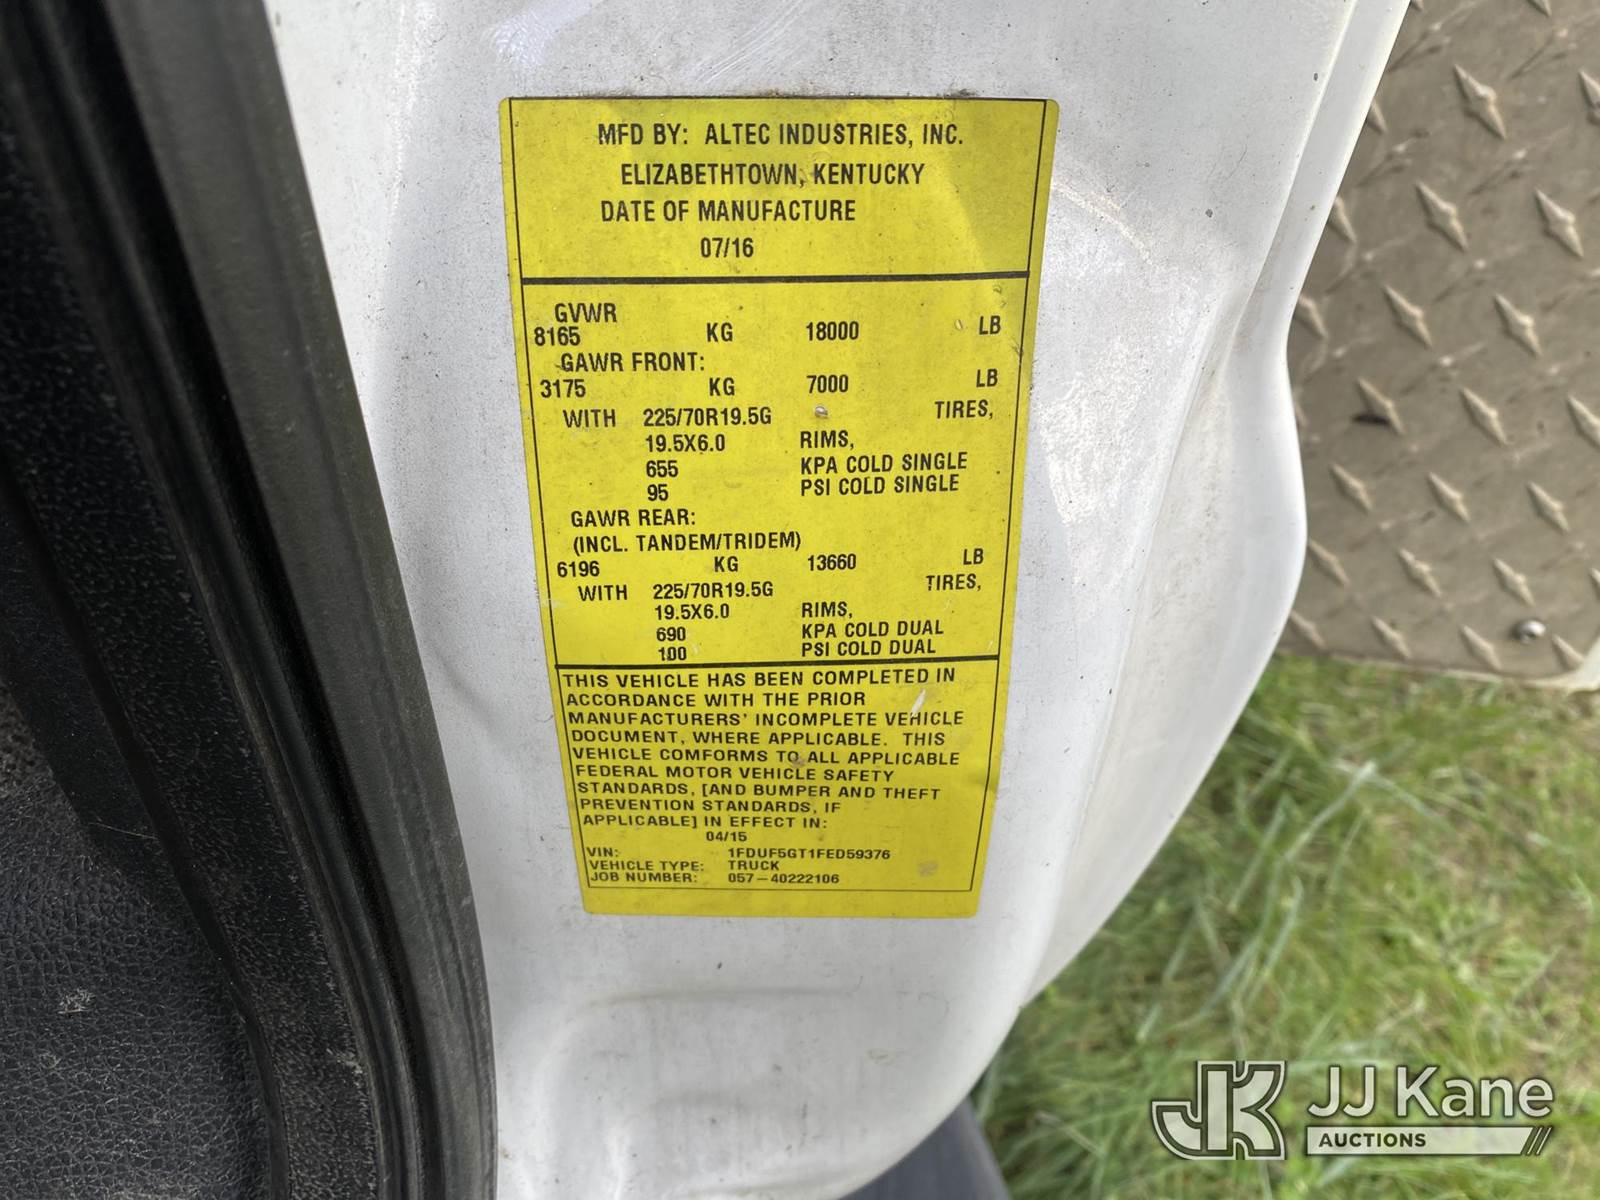 MFD BY: ALTEC INDUSTRIES, INC.
ELIZABETHTOWN, KENTUCKY
DATE OF MANUFACTURE
07/16
GVWR
8165 KG 18000 LB
GAWR FRONT:
3175 KG 7000 LB
WITH 225/70R19.5G TIRES,
19.5X6.0 RIMS,
655 KPA COLD SINGLE
95 PSI COLD SINGLE
GAWR REAR:
(INCL. TANDEM/TRIDEM)
6196 KG 13660 LB
WITH 225/70R19.5G TIRES,
19.5X6.0 RIMS,
690 KPA COLD DUAL
100 PSI COLD DUAL
THIS VEHICLE HAS BEEN COMPLETED IN
ACCORDANCE WITH THE PRIOR
MANUFACTURERS' INCOMPLETE VEHICLE
DOCUMENT, WHERE APPLICABLE. THIS
VEHICLE COMFORMS TO ALL APPLICABLE
FEDERAL MOTOR VEHICLE SAFETY
STANDARDS, [AND BUMPER AND THEFT
PREVENTION STANDARDS, IF
APPLICABLE] IN EFFECT IN:
04/15
VIN: 1FDUF5GT1FED59376
VEHICLE TYPE: TRUCK
JOB NUMBER: 057-40222106
JK JJ Kane
AUCTIONS